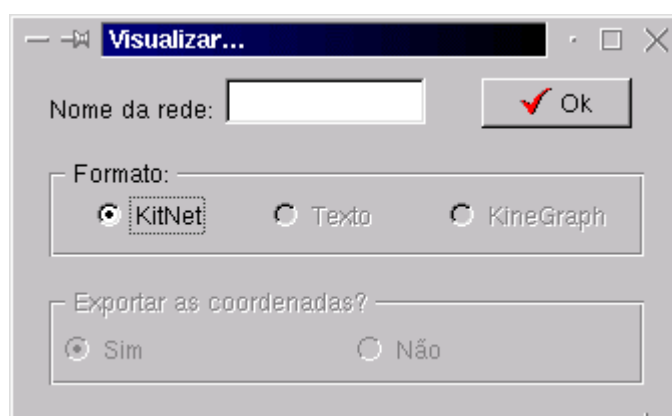 Visualizar...
Nome da rede: Ok
Formato:
KitNet Texto KineGraph
Exportar as coordenadas?
Sim Não